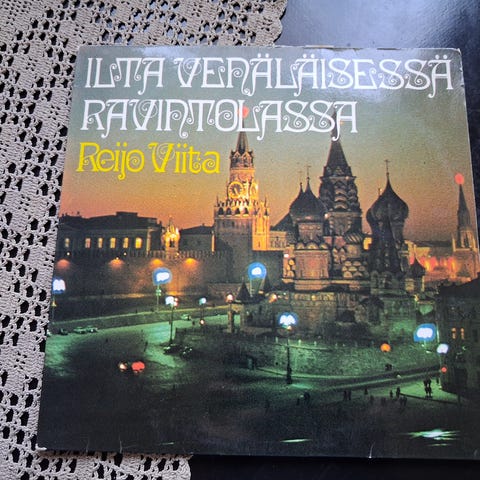 ILTA VENÄLÄISESSÄ
RAVINTOLASSA
Reijo Viita